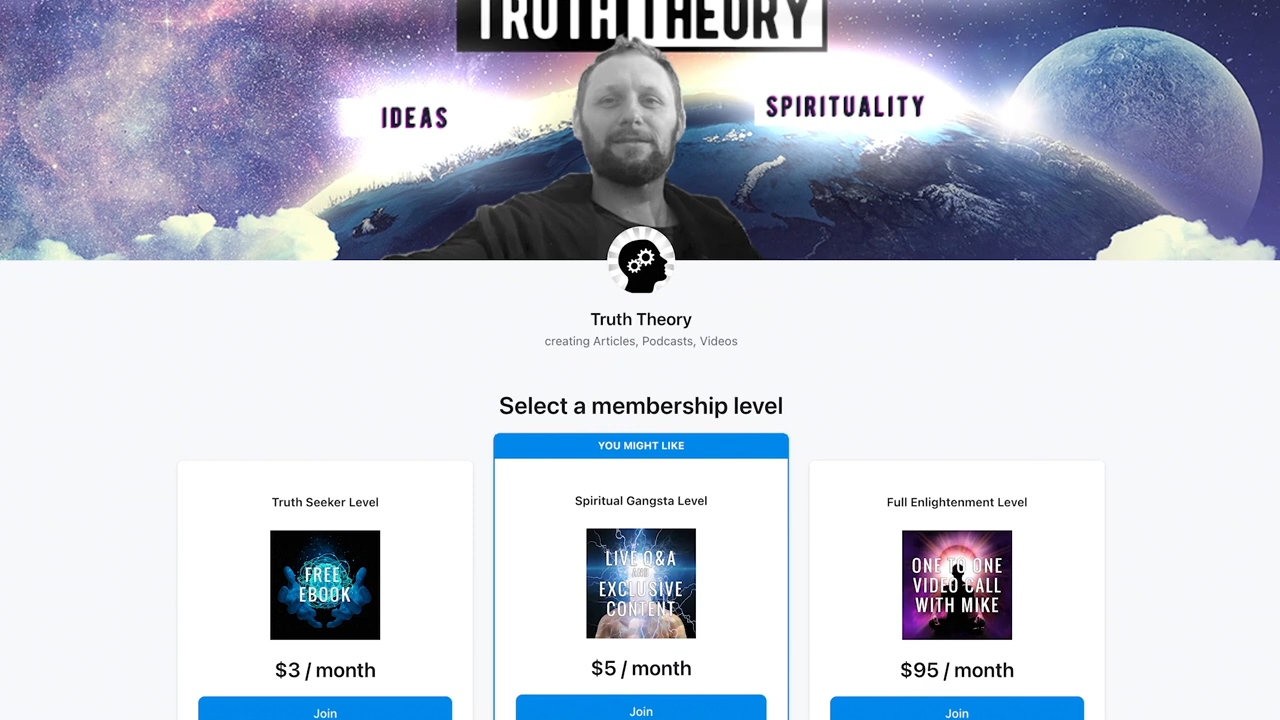 TRUTH THEORY
IDEAS
SPIRITUALITY
Truth Theory
creating Articles, Podcasts, Videos
Select a membership level
YOU MIGHT LIKE
Truth Seeker Level
FREE
EBOOK
$3 / month
Join
Spiritual Gangsta Level
LIVE Q&A
AND
EXCLUSIVE
CONTENT
$5 / month
Join
Full Enlightenment Level
ONE TO ONE
VIDEO CALL
WITH MIKE
$95 / month
Join